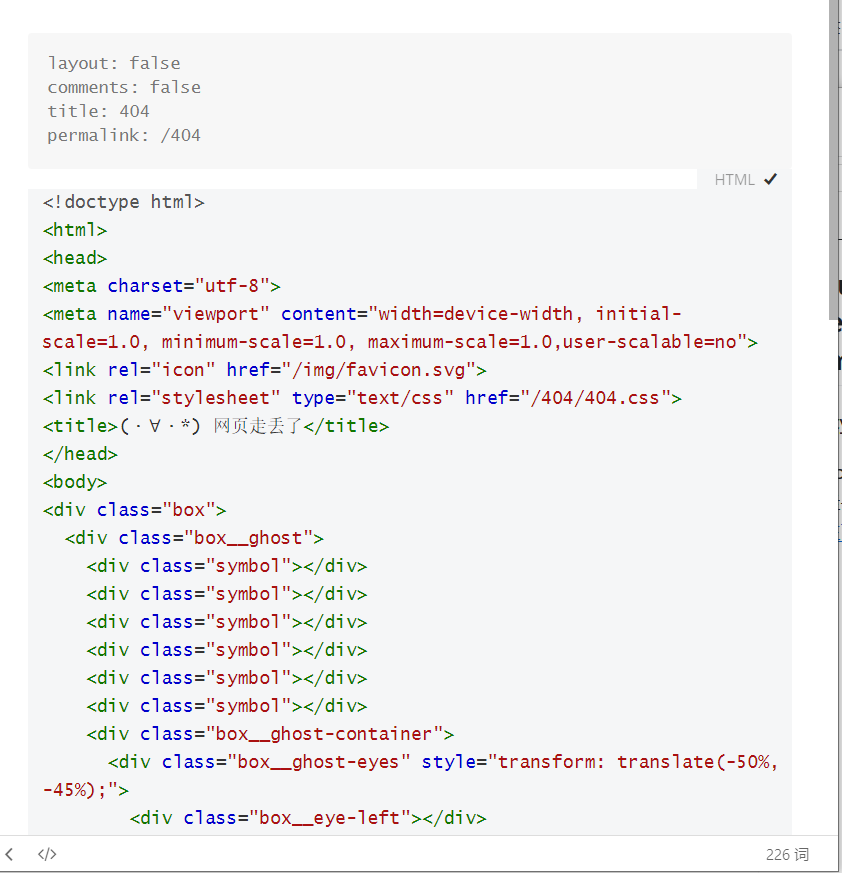 layout: false
comments: false
title: 404
permalink: /404
HTML
<!doctype html>
<html>
<head>
<meta charset="utf-8">
<meta name="viewport" content="width=device-width, initial-
scale=1.0, minimum-scale=1.0, maximum-scale=1.0,user-scalable=no">
<link rel="icon" href="/img/favicon.svg">
<link rel="stylesheet" type="text/css" href="/404/404.css">
<title>(・∀・*) 网页走丢了</title>
</head>
<body>
<div class="box">
  <div class="box__ghost">
    <div class="symbol"></div>
    <div class="symbol"></div>
    <div class="symbol"></div>
    <div class="symbol"></div>
    <div class="symbol"></div>
    <div class="symbol"></div>
    <div class="box__ghost-container">
      <div class="box__ghost-eyes" style="transform: translate(-50%,
-45%);">
        <div class="box__eye-left"></div>
</> 226 词